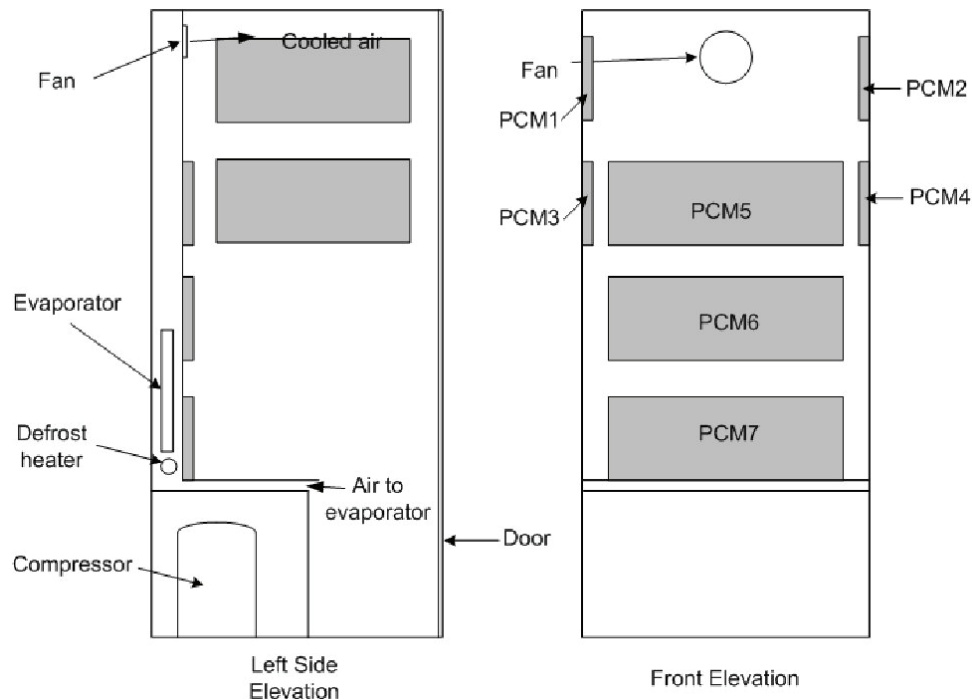 Cooled air
Fan
Evaporator
Defrost
heater
Air to
evaporator
Compressor
Door
Left Side
Elevation
Fan
PCM1
PCM2
PCM3
PCM4
PCM5
PCM6
PCM7
Front Elevation